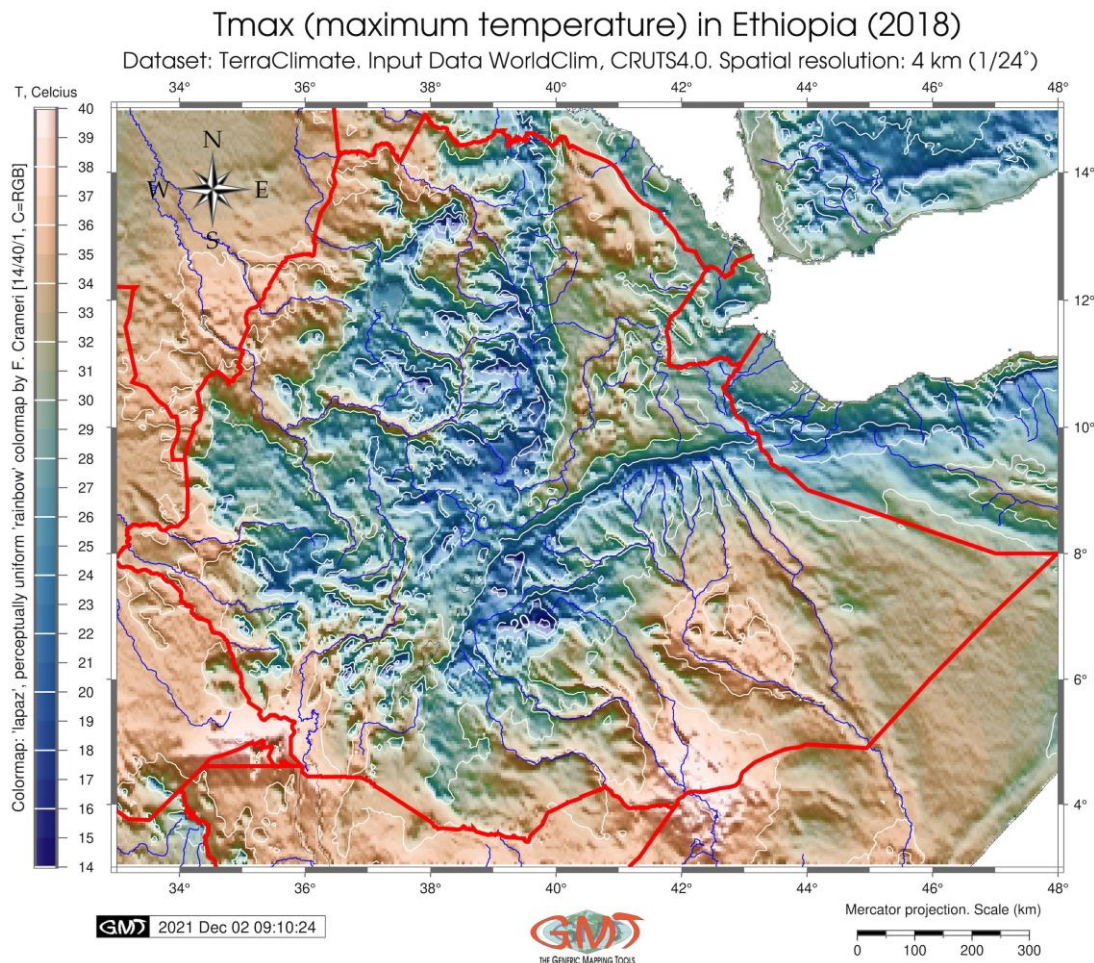 Tmax (maximum temperature) in Ethiopia (2018)
Dataset: TerraClimate. Input Data WorldClim, CRUTS4.0. Spatial resolution: 4 km (1/24°)
T, Celcius
34° 36° 38° 40° 42° 44° 46° 48°
40
39
38
37
36
35
34
33
32
31
30
29
28
27
26
25
24
23
22
21
20
19
18
17
16
15
14
Colormap: 'lapaz', perceptually uniform 'rainbow' colormap by F. Crameri [14/40/1, C=RGB]
N
W E
S
14°
12°
10°
8°
6°
4°
20
34° 36° 38° 40° 42° 44° 46° 48°
GMT 2021 Dec 02 09:10:24
GMT
THE GENERIC MAPPING TOOLS
Mercator projection. Scale (km)
0 50 100 150 200 300